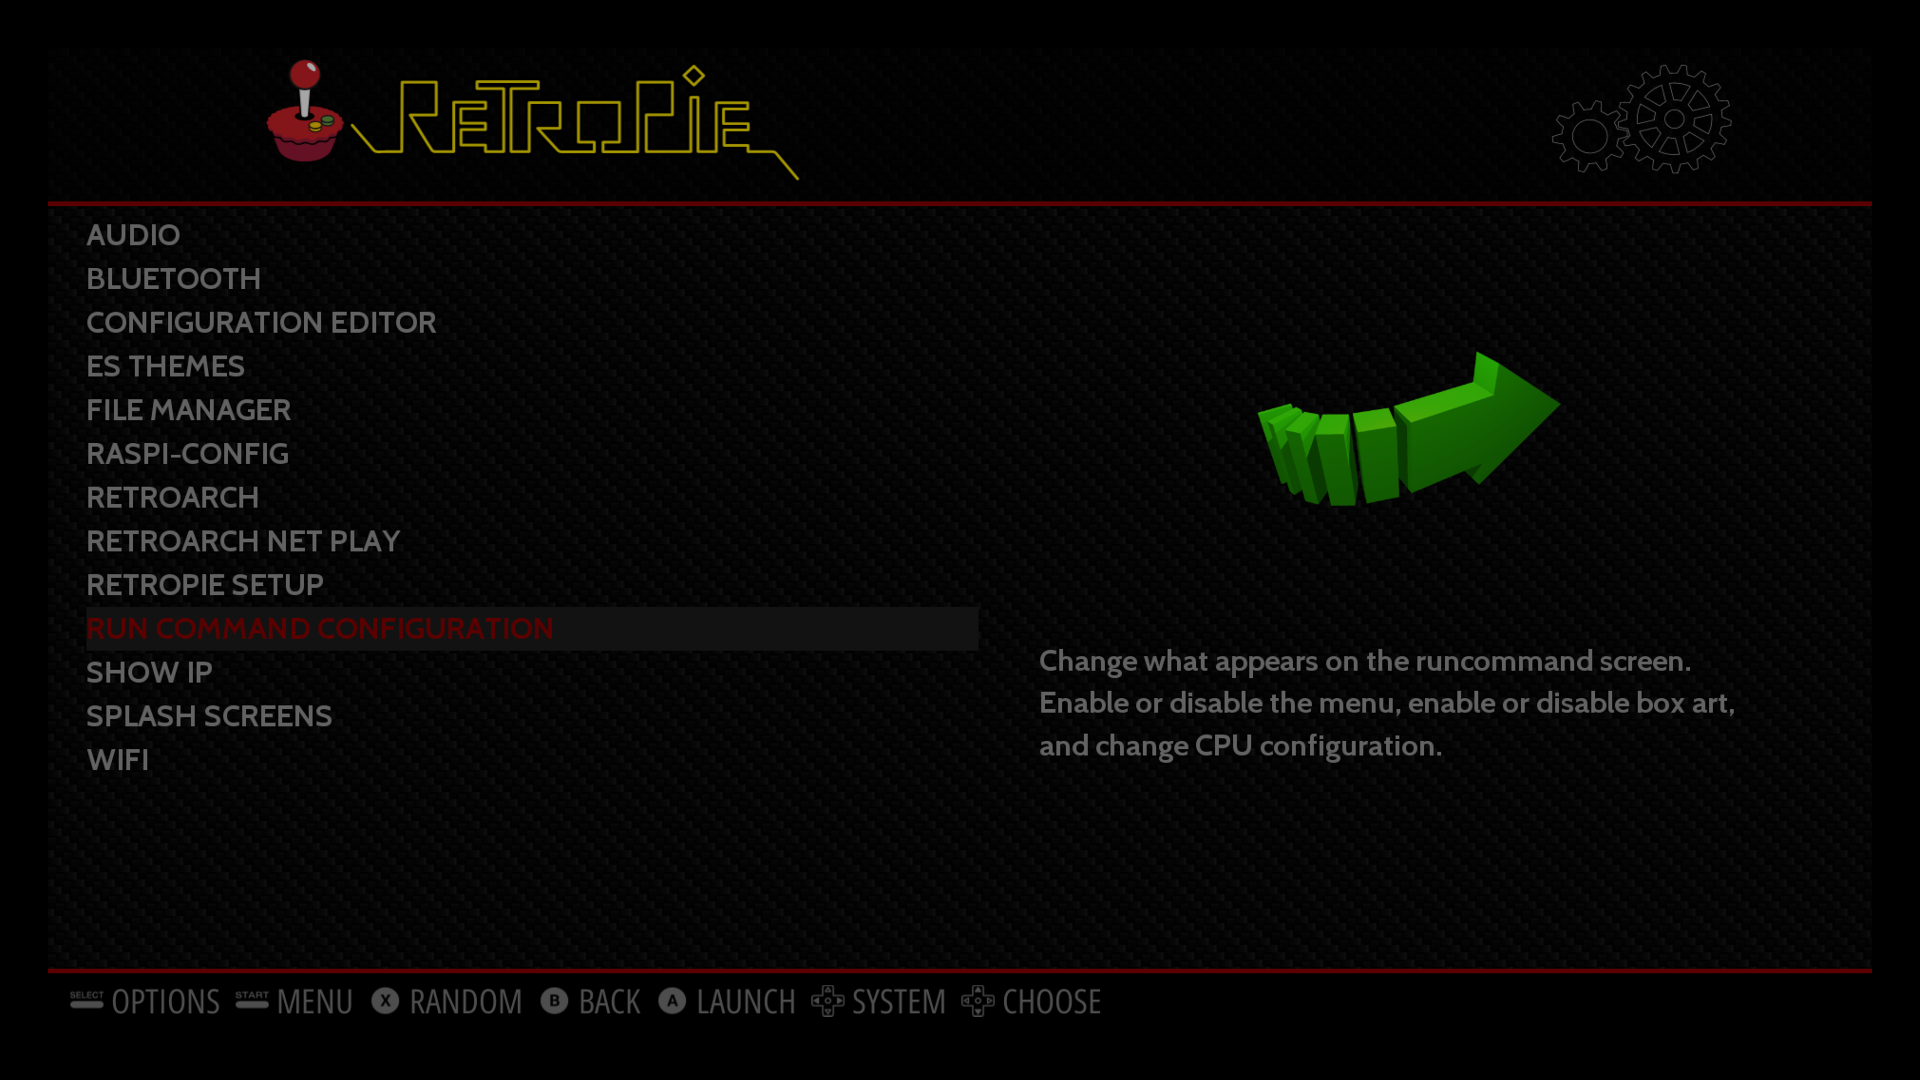 RETROPIE
AUDIO
BLUETOOTH
CONFIGURATION EDITOR
ES THEMES
FILE MANAGER
RASPI-CONFIG
RETROARCH
RETROARCH NET PLAY
RETROPIE SETUP
RUN COMMAND CONFIGURATION
SHOW IP
SPLASH SCREENS
WIFI
Change what appears on the runcommand screen.
Enable or disable the menu, enable or disable box art,
and change CPU configuration.
SELECT OPTIONS START MENU X RANDOM B BACK A LAUNCH SYSTEM CHOOSE